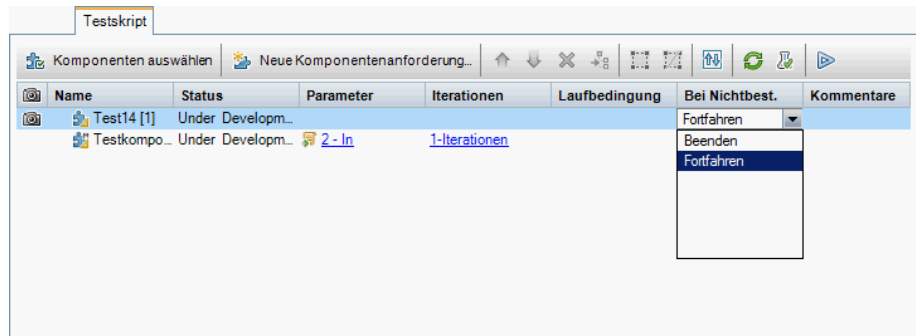 Testskript
Komponenten auswählen Neue Komponentenanforderung...
Name Status Parameter Iterationen Laufbedingung Bei Nichtbest. Kommentare
Test14 [1] Under Developm... Fortfahren
Testkompo... Under Developm... 2 - In 1-Iterationen Beenden
Fortfahren